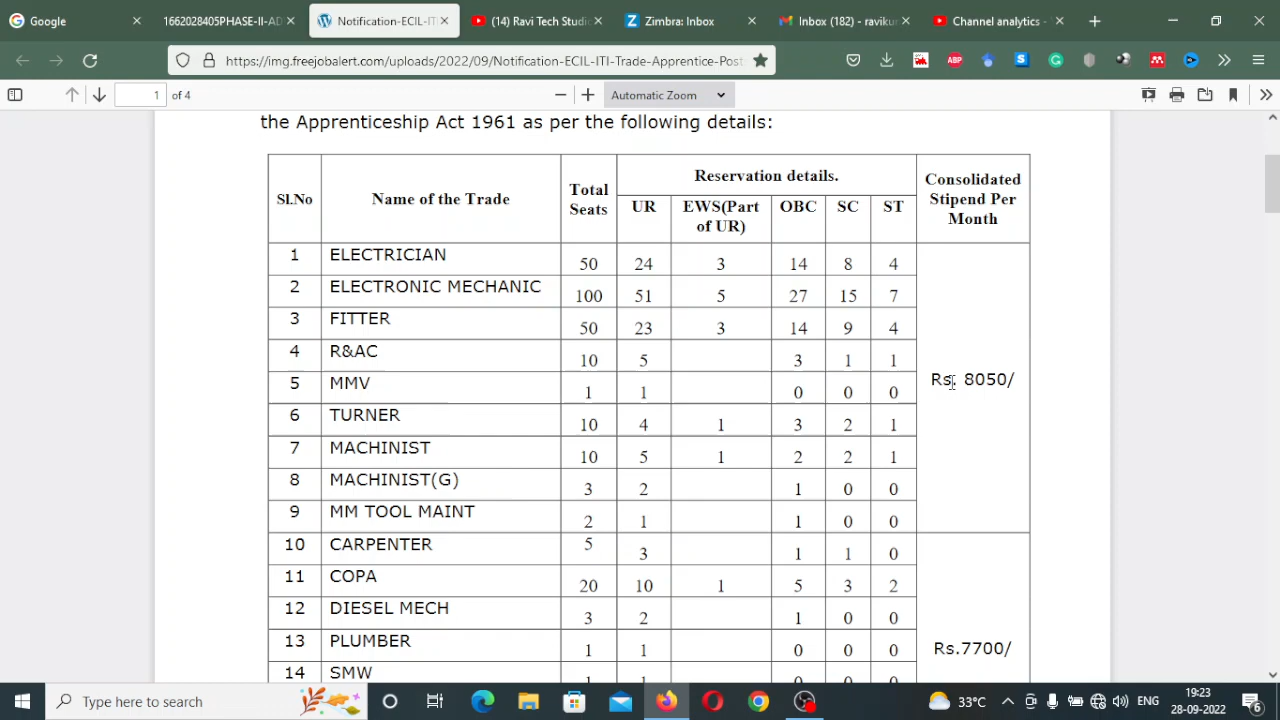 Google
1662028405PHASE-II-AD
Notification-ECIL-ITI-
(14) Ravi Tech Studi
Zimbra: Inbox
Inbox (182) - raviku
Channel analytics -
https://img.freejobalert.com/uploads/2022/09/Notification-ECIL-ITI-Trade-Apprentice-Pos
1 of 4
Automatic Zoom
the Apprenticeship Act 1961 as per the following details:
Sl.No Name of the Trade Total Seats Reservation details. Consolidated Stipend Per Month
UR EWS(Part of UR) OBC SC ST
1 ELECTRICIAN 50 24 3 14 8 4
2 ELECTRONIC MECHANIC 100 51 5 27 15 7
3 FITTER 50 23 3 14 9 4
4 R&AC 10 5 3 1 1
5 MMV 1 1 0 0 0
Rs. 8050/
6 TURNER 10 4 1 3 2 1
7 MACHINIST 10 5 1 2 2 1
8 MACHINIST(G) 3 2 1 0 0
9 MM TOOL MAINT 2 1 1 0 0
10 CARPENTER 5 3 1 1 0
11 COPA 20 10 1 5 3 2
12 DIESEL MECH 3 2 1 0 0
13 PLUMBER 1 1 0 0 0
Rs.7700/
14 SMW
Type here to search
33°C
ENG
19:23
28-09-2022
6